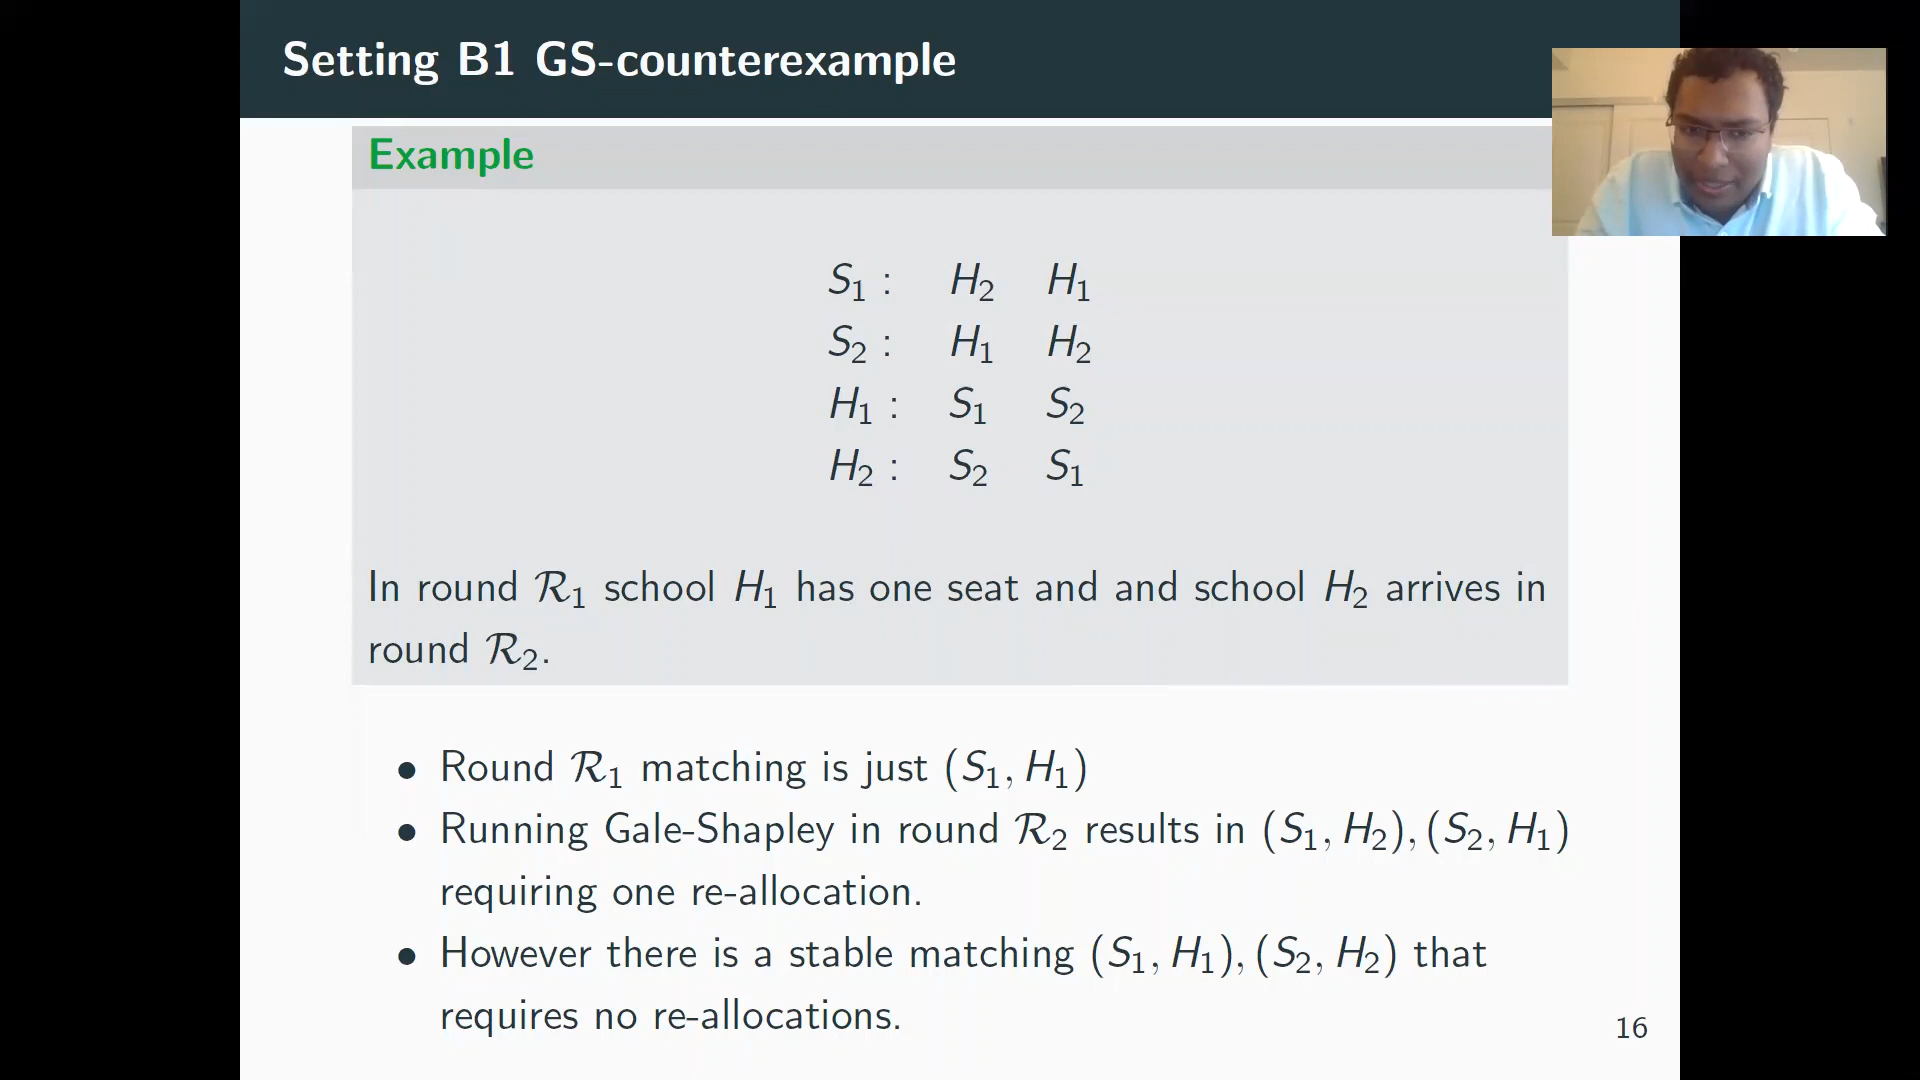 Setting B1 GS-counterexample
Example
S₁ : H₂ H₁
S₂ : H₁ H₂
H₁ : S₁ S₂
H₂ : S₂ S₁
In round 𝓡₁ school H₁ has one seat and and school H₂ arrives in
round 𝓡₂.
• Round 𝓡₁ matching is just (S₁, H₁)
• Running Gale-Shapley in round 𝓡₂ results in (S₁, H₂), (S₂, H₁)
requiring one re-allocation.
• However there is a stable matching (S₁, H₁), (S₂, H₂) that
requires no re-allocations.
16